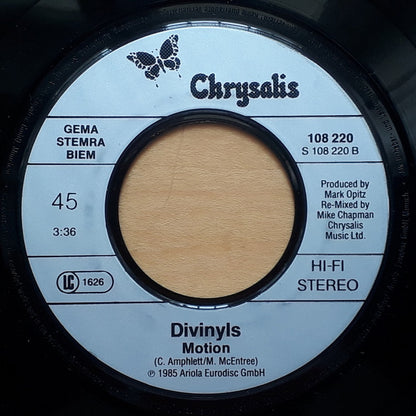 Chrysalis
GEMA
STEMRA
BIEM
108 220
S 108 220 B
45
3:36
Produced by
Mark Opitz
Re-Mixed by
Mike Chapman
Chrysalis
Music Ltd.
LC 1626
HI-FI
STEREO
Divinyls
Motion
(C. Amphlett/M. McEntree)
℗ 1985 Ariola Eurodisc GmbH